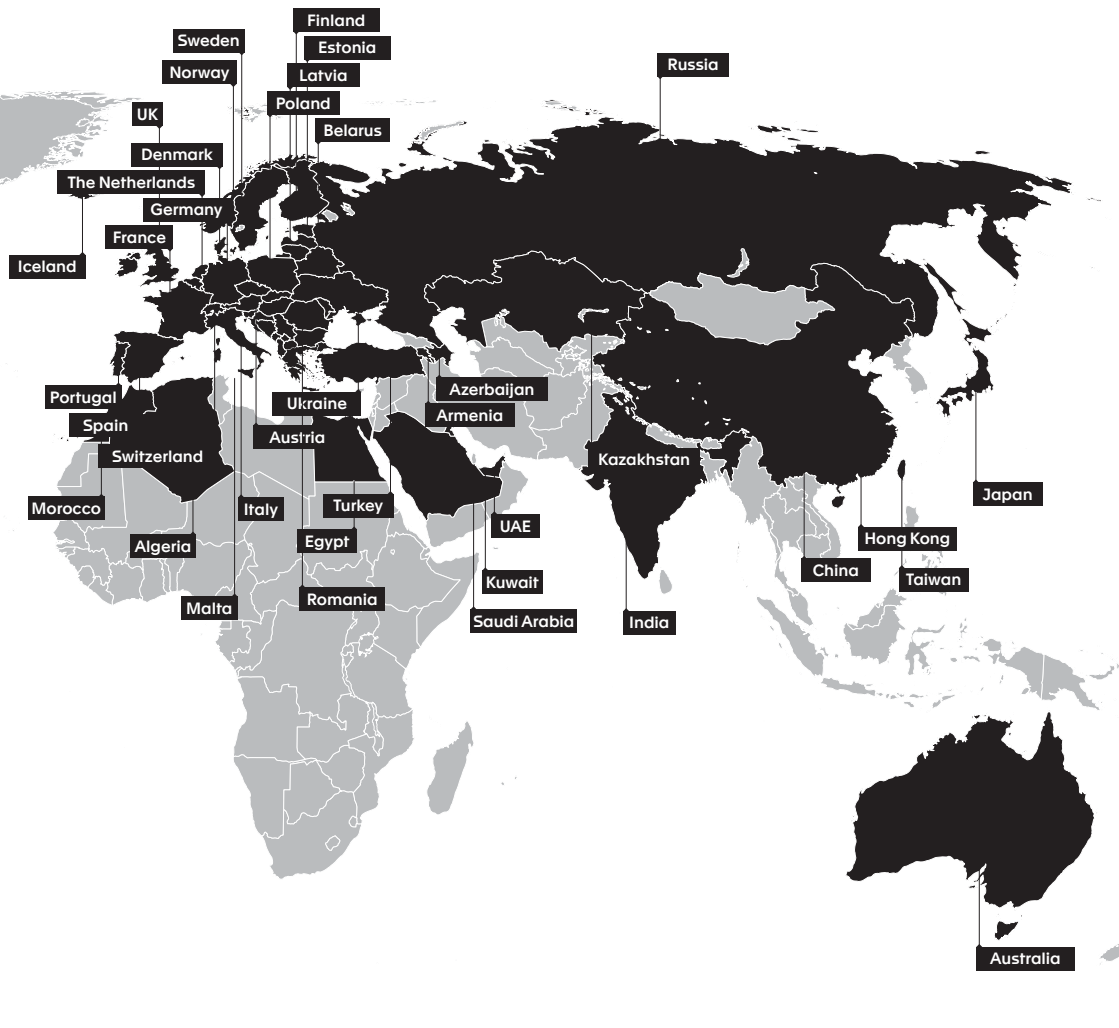 Finland
Sweden
Estonia
Russia
Norway
Latvia
Poland
UK
Belarus
Denmark
The Netherlands
Germany
France
Iceland
Azerbaijan
Portugal
Ukraine
Armenia
Spain
Austria
Switzerland
Kazakhstan
Japan
Turkey
Morocco
Italy
UAE
Hong Kong
Egypt
Algeria
China
Taiwan
Kuwait
Romania
Malta
Saudi Arabia
India
Australia